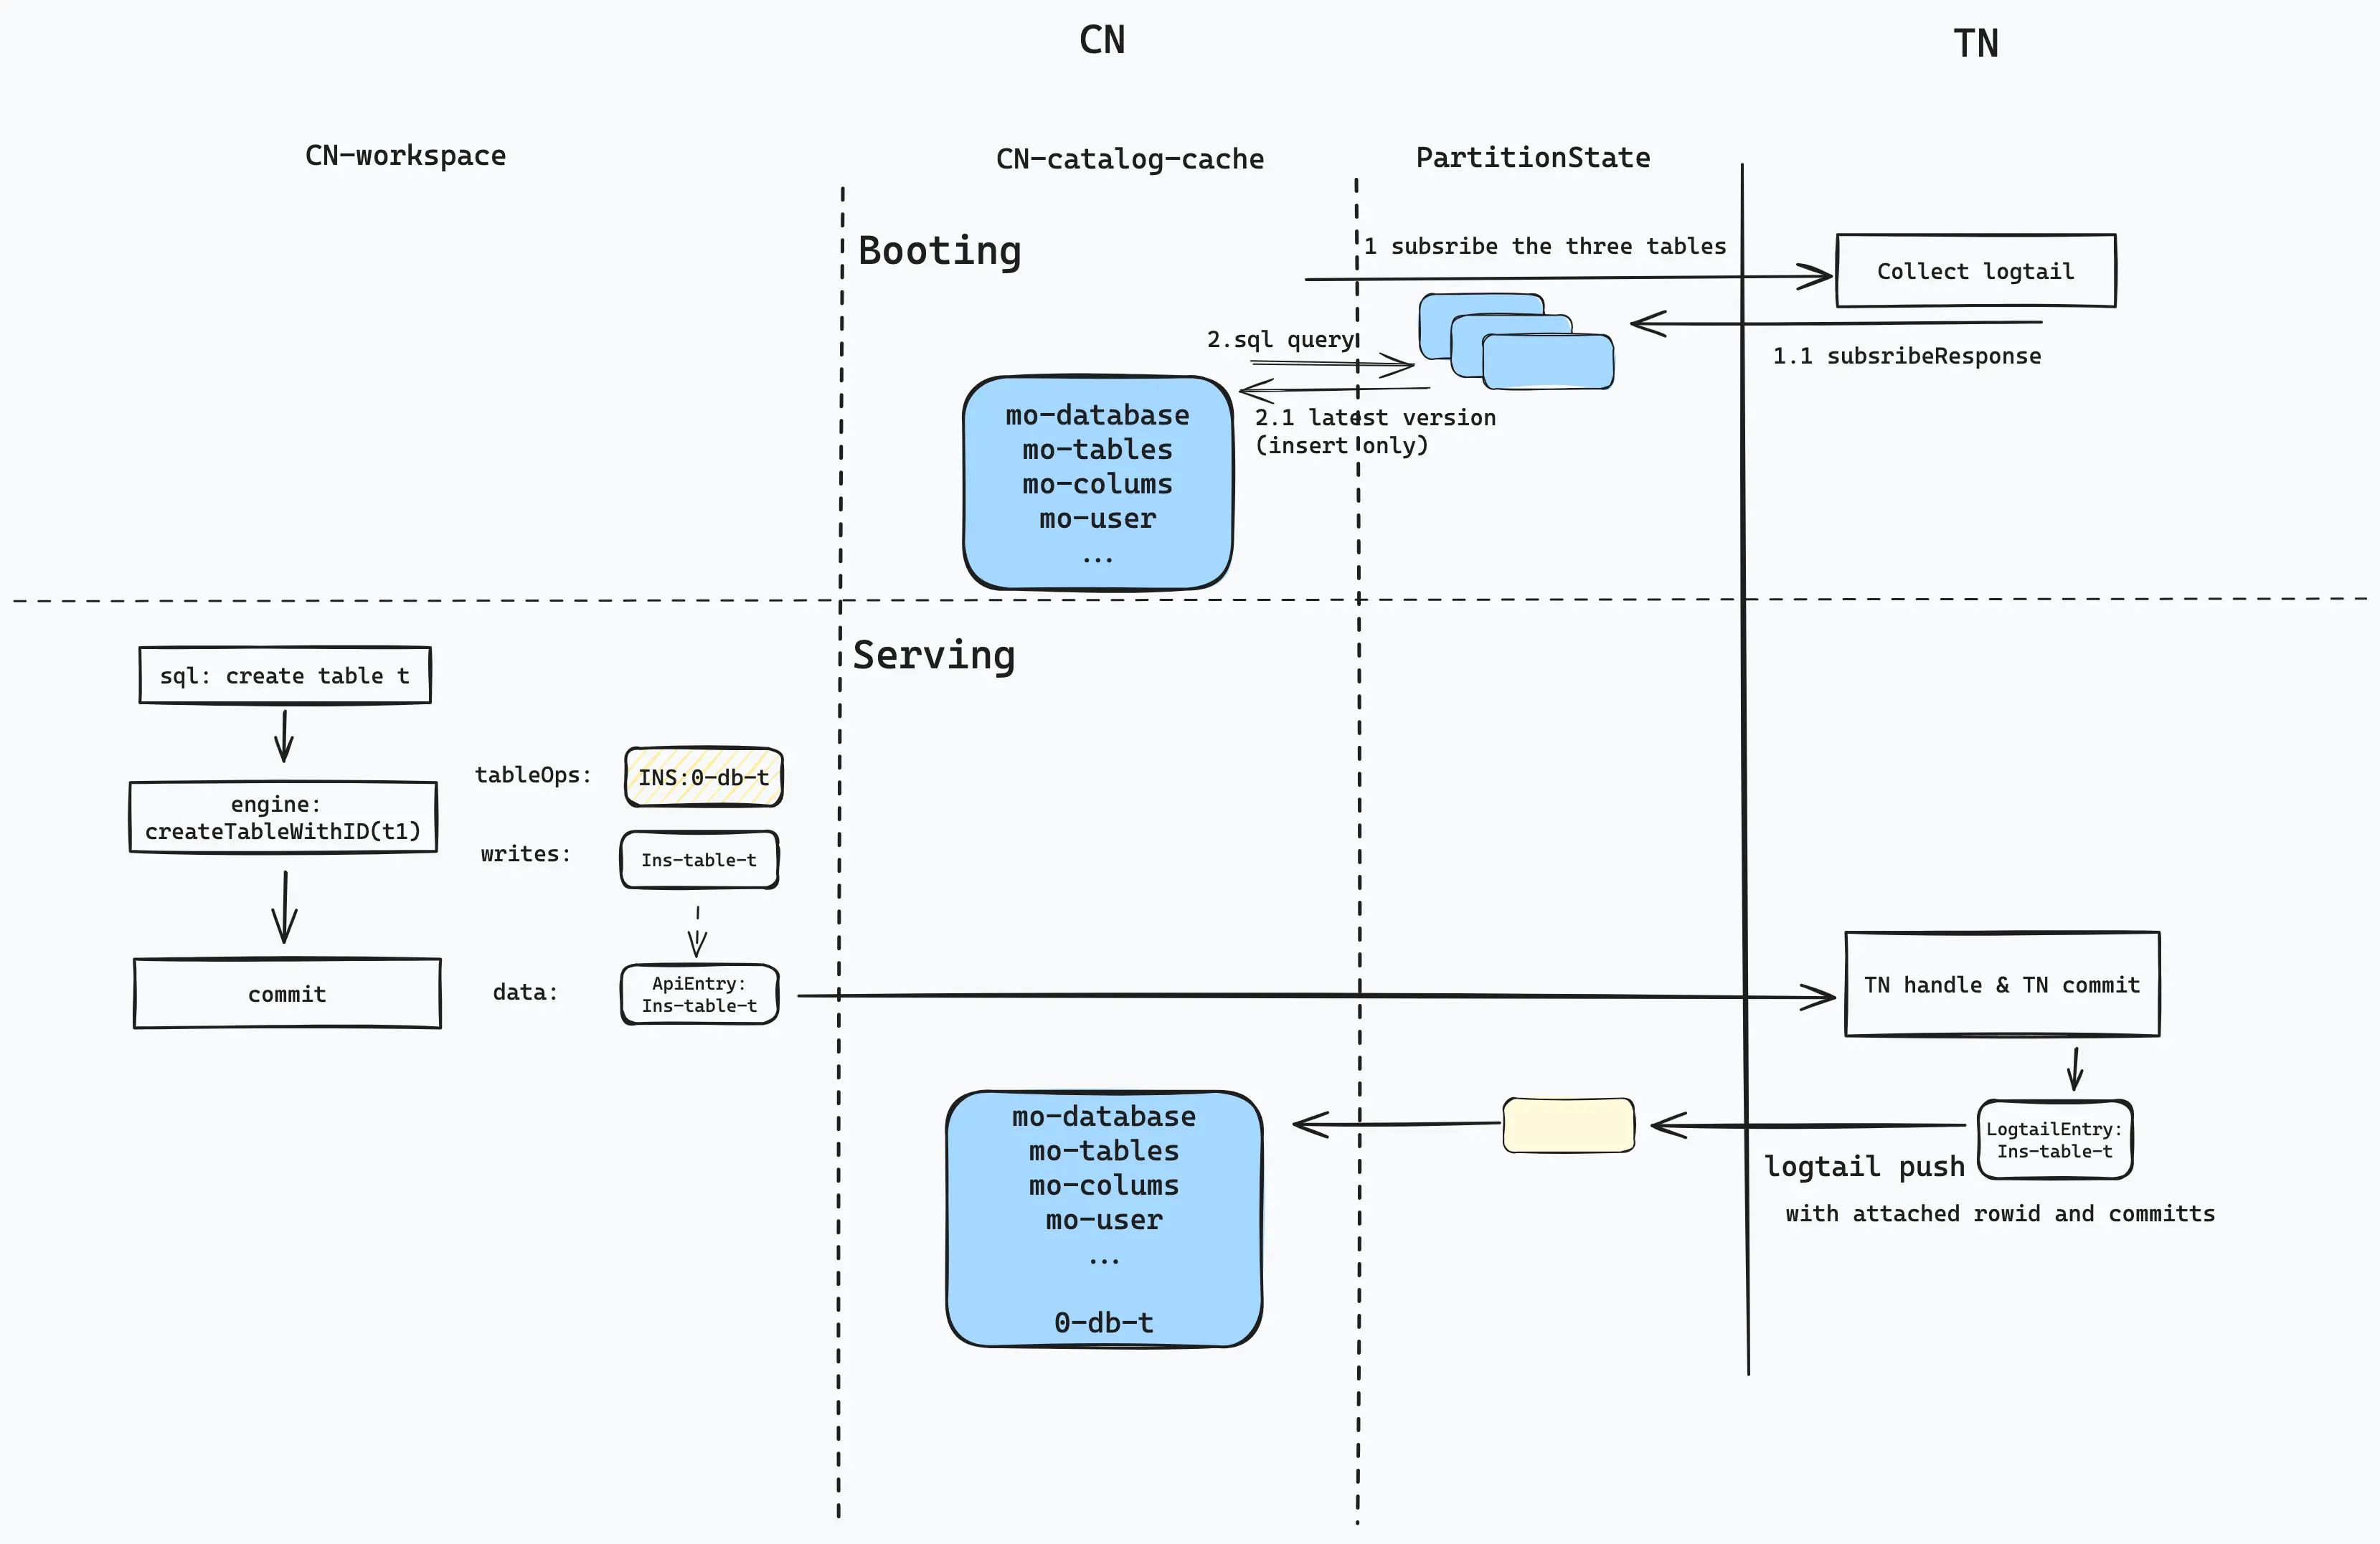 CN
TN
CN-workspace
CN-catalog-cache
PartitionState
Booting
1 subsribe the three tables
Collect logtail
1.1 subsribeResponse
2.sql query
2.1 latest version
(insert only)
mo-database
mo-tables
mo-colums
mo-user
...
Serving
sql: create table t
engine:
createTableWithID(t1)
commit
tableOps:
INS:0-db-t
writes:
Ins-table-t
data:
ApiEntry:
Ins-table-t
TN handle & TN commit
LogtailEntry:
Ins-table-t
logtail push
with attached rowid and committs
mo-database
mo-tables
mo-colums
mo-user
...
0-db-t